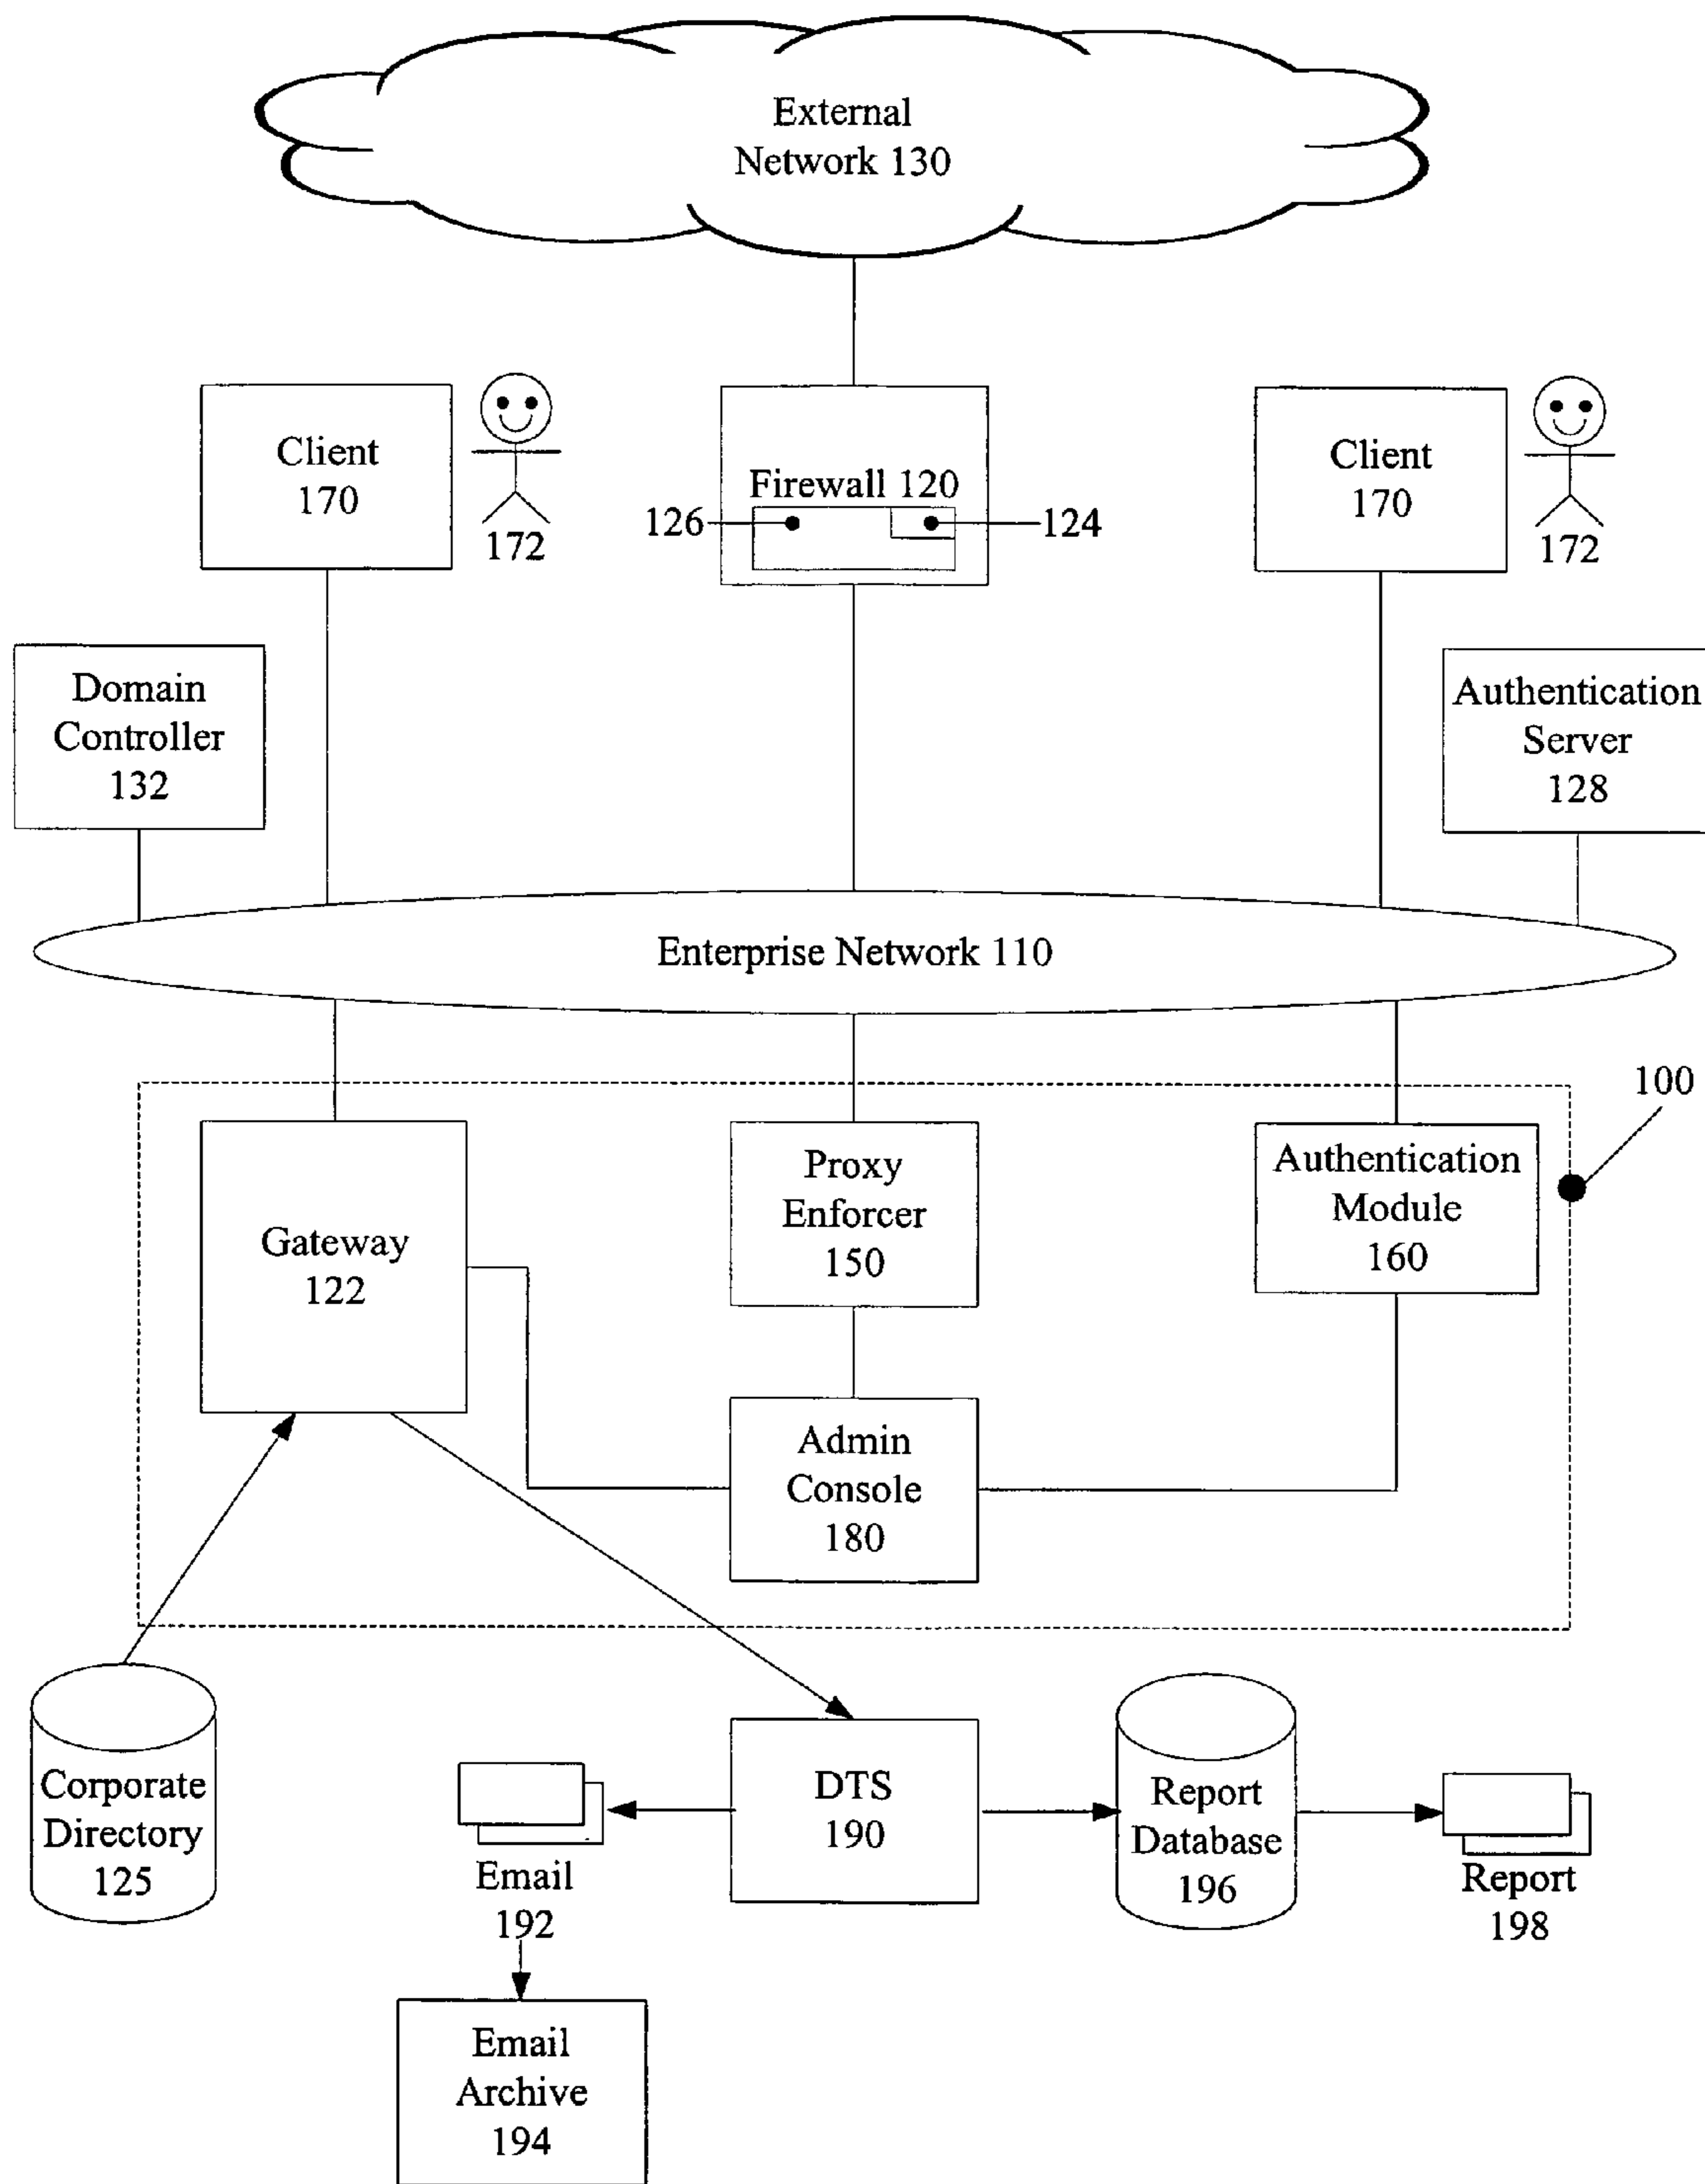 External
Network 130
Client
170
172
Firewall 120
126
124
Client
170
172
Domain
Controller
132
Authentication
Server
128
Enterprise Network 110
100
Gateway
122
Proxy
Enforcer
150
Authentication
Module
160
Admin
Console
180
Corporate
Directory
125
Email
192
DTS
190
Report
Database
196
Report
198
Email
Archive
194